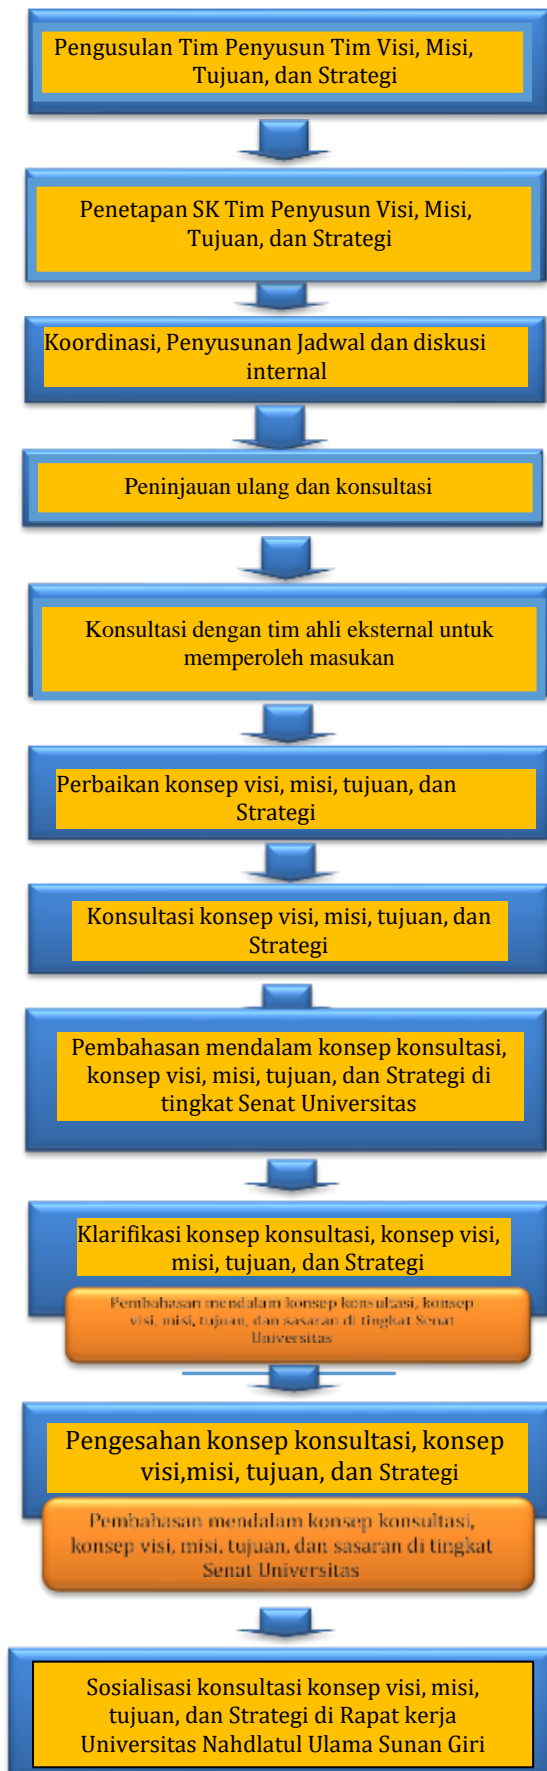 Pengusulan Tim Penyusun Tim Visi, Misi,
Tujuan, dan Strategi
Penetapan SK Tim Penyusun Visi, Misi,
Tujuan, dan Strategi
Koordinasi, Penyusunan Jadwal dan diskusi
internal
Peninjauan ulang dan konsultasi
Konsultasi dengan tim ahli eksternal untuk
memperoleh masukan
Perbaikan konsep visi, misi, tujuan, dan
Strategi
Konsultasi konsep visi, misi, tujuan, dan
Strategi
Pembahasan mendalam konsep konsultasi,
konsep visi, misi, tujuan, dan Strategi di
tingkat Senat Universitas
Klarifikasi konsep konsultasi, konsep visi,
misi, tujuan, dan Strategi
Pembahasan mendalam konsep konsultasi, konsep
visi, misi, tujuan, dan sasaran di tingkat Senat
Universitas
Pengesahan konsep konsultasi, konsep
visi,misi, tujuan, dan Strategi
Pembahasan mendalam konsep konsultasi,
konsep visi, misi, tujuan, dan sasaran di tingkat
Senat Universitas
Sosialisasi konsultasi konsep visi, misi,
tujuan, dan Strategi di Rapat kerja
Universitas Nahdlatul Ulama Sunan Giri